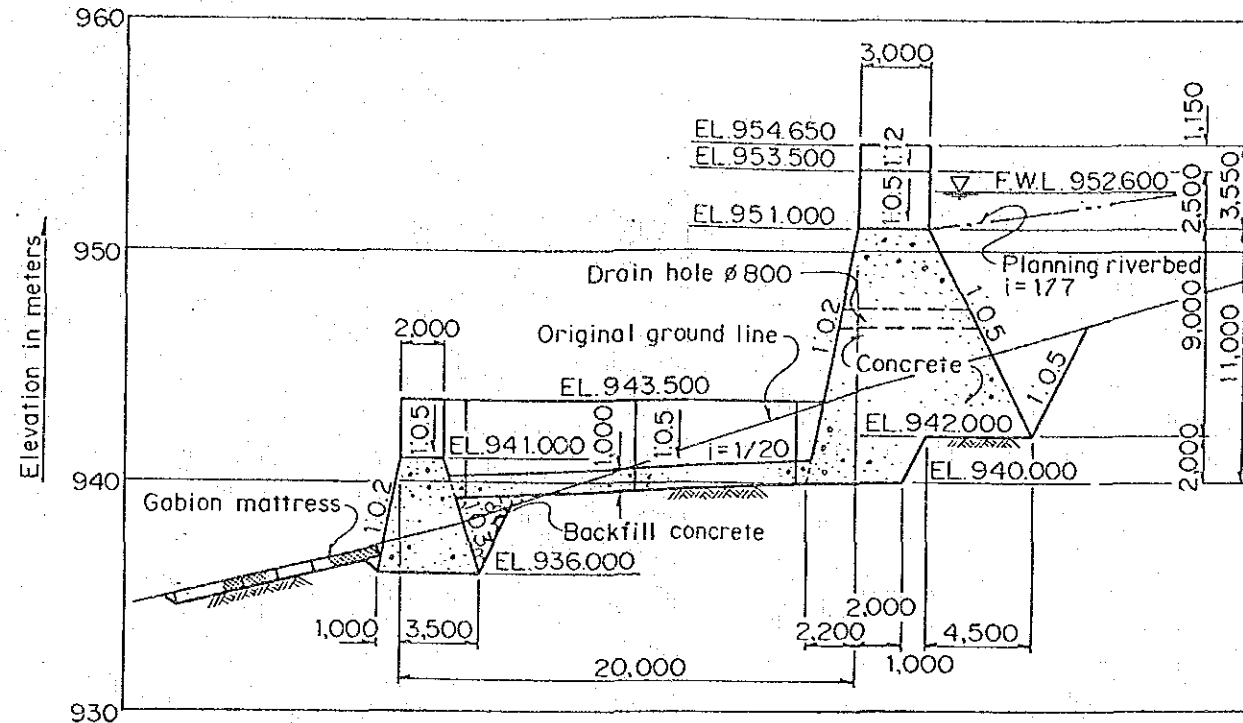 960
3,000
1,150
EL.954.650
EL.953.500
1:0.5
1:12
F.W.L. 952.600
2,500
3,550
EL.951.000
950
Elevation in meters
Drain hole ø800
Planning riverbed
i=1/7
1:0.2
1:0.5
2,000
Original ground line
Concrete
9,000
11,000
1:0.5
EL.943.500
1:0.5
EL.941.000
1,000
1:0.5
i=1/20
EL.942.000
940
EL.940.000
2,000
Gabion mattress
1:0.2
Backfill concrete
EL.936.000
1,000
3,500
2,000
2,200
4,500
1,000
20,000
930